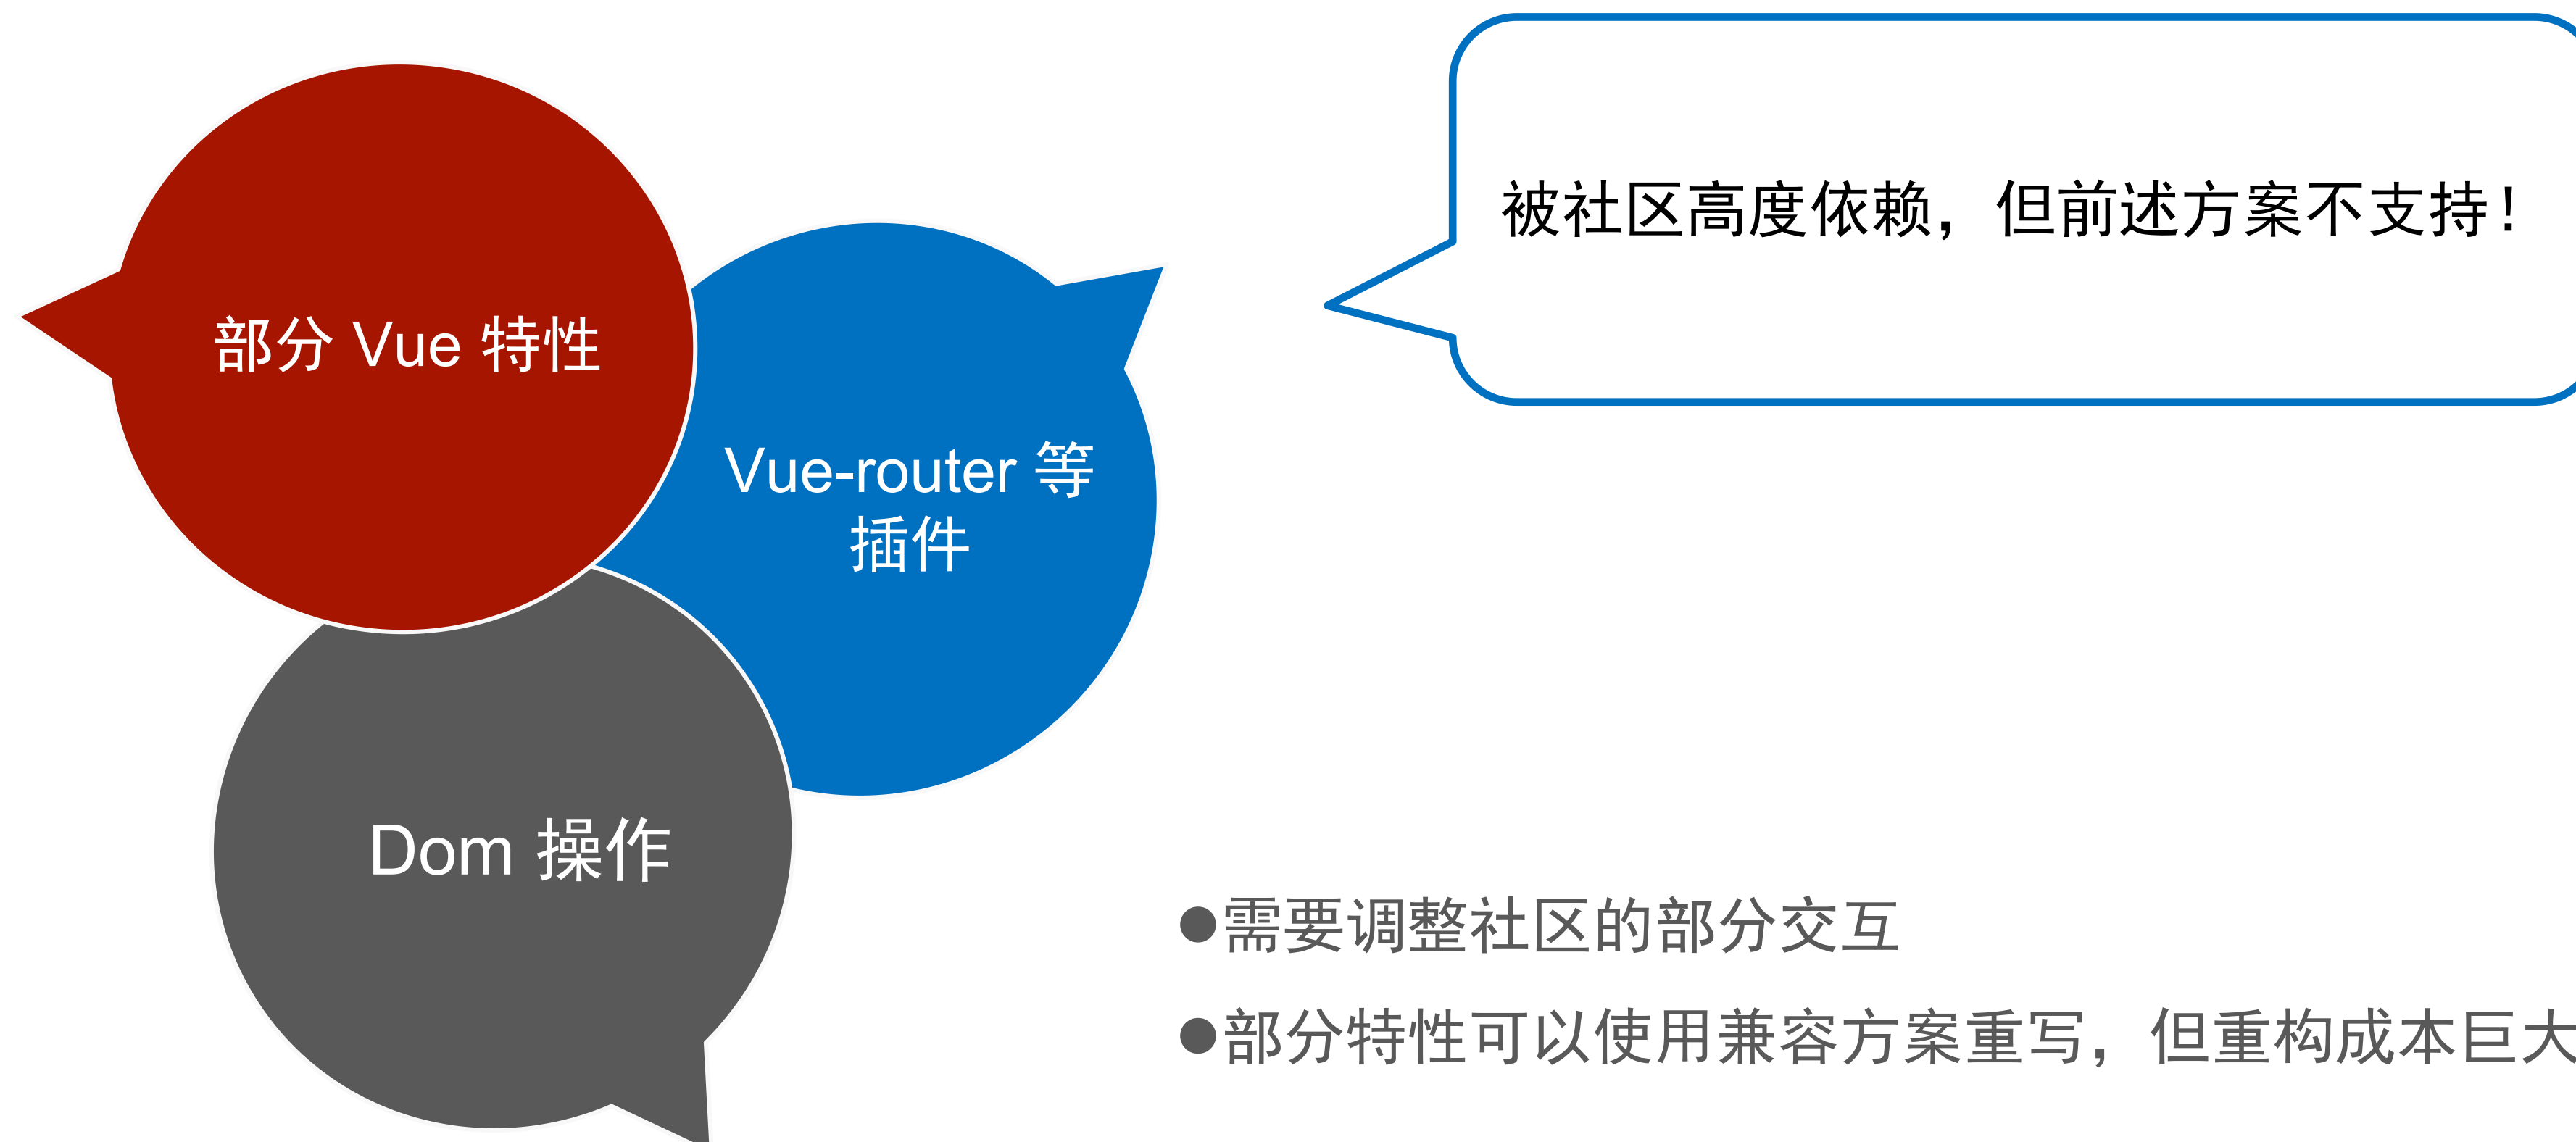 部分 Vue 特性
Vue-router 等
插件
Dom 操作
被社区高度依赖，但前述方案不支持！
●需要调整社区的部分交互
●部分特性可以使用兼容方案重写，但重构成本巨大